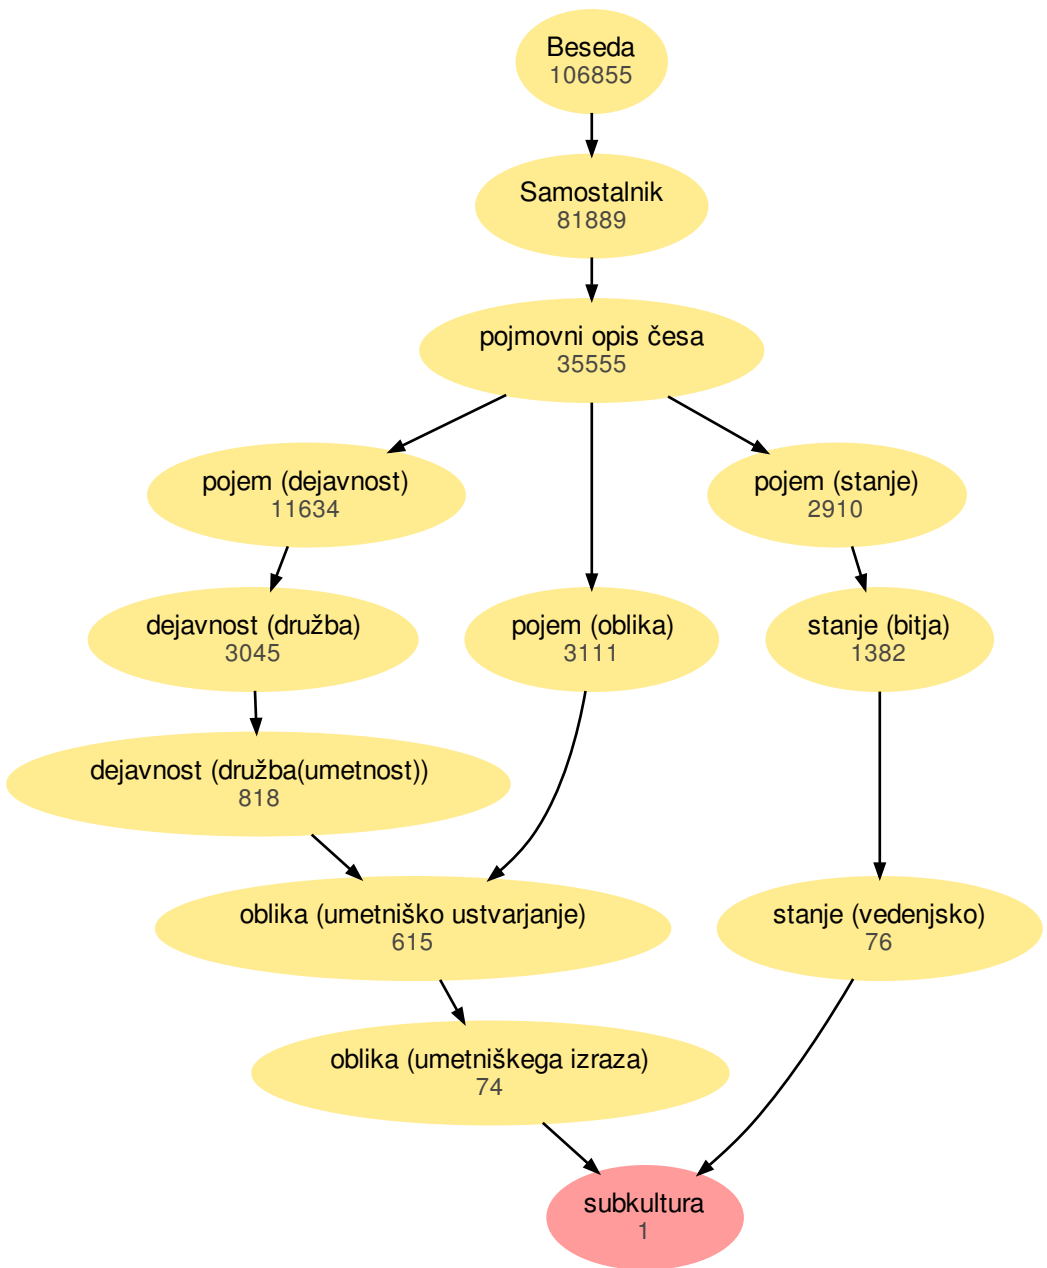 Beseda
106855
Samostalnik
81889
pojmovni opis česa
35555
pojem (dejavnost)
11634
pojem (stanje)
2910
dejavnost (družba)
3045
pojem (oblika)
3111
stanje (bitja)
1382
dejavnost (družba(umetnost))
818
oblika (umetniško ustvarjanje)
615
stanje (vedenjsko)
76
oblika (umetniškega izraza)
74
subkultura
1